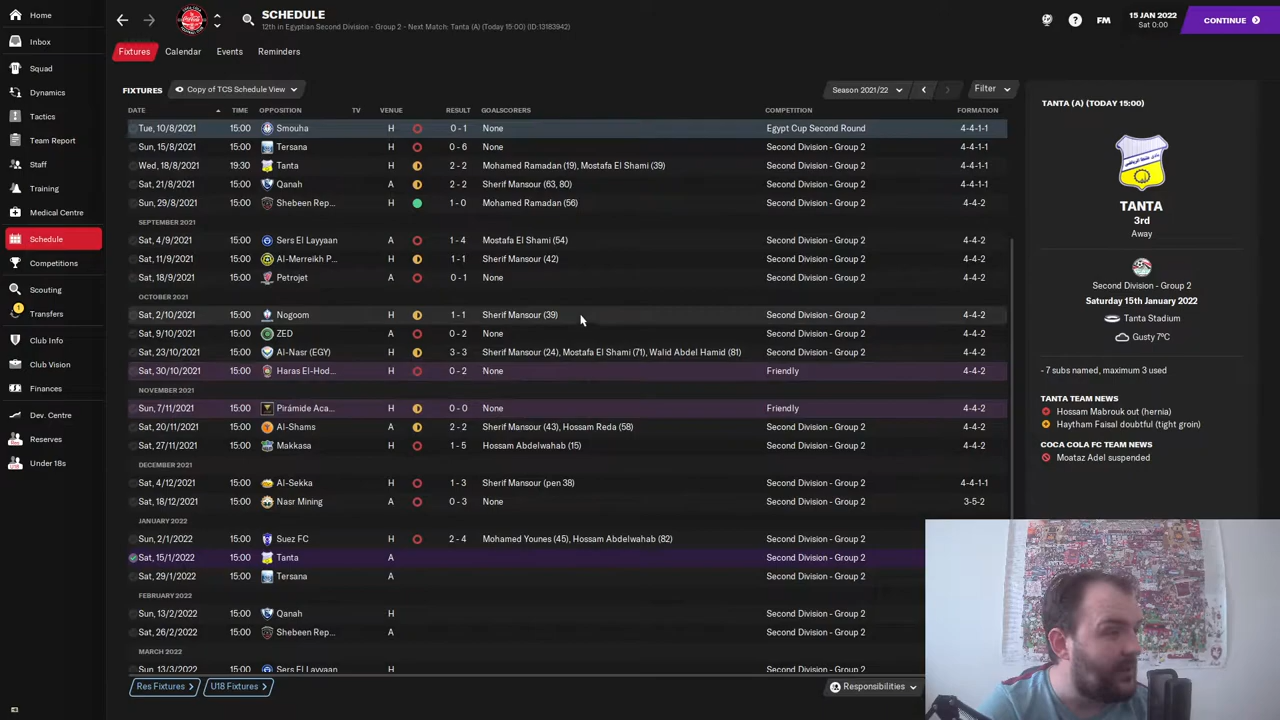 Home
Inbox
Squad
Dynamics
Tactics
Team Report
Staff
Training
Medical Centre
Schedule
Competitions
Scouting
1
Transfers
Club Info
Club Vision
Finances
Dev. Centre
Reserves
Under 18s
SCHEDULE
12th in Egyptian Second Division - Group 2 - Next Match: Tanta (A) (Today 15:00) (ID:13183942)
FM
15 JAN 2022
Sat 0:00
CONTINUE
Fixtures Calendar Events Reminders
FIXTURES Copy of TCS Schedule View Season 2021/22 Filter
DATE TIME OPPOSITION TV VENUE RESULT GOALSCORERS COMPETITION FORMATION
Tue, 10/8/2021 15:00 Smouha H 0 - 1 None Egypt Cup Second Round 4-4-1-1
Sun, 15/8/2021 15:00 Tersana H 0 - 6 None Second Division - Group 2 4-4-1-1
Wed, 18/8/2021 19:30 Tanta H 2 - 2 Mohamed Ramadan (19), Mostafa El Shami (39) Second Division - Group 2 4-4-1-1
Sat, 21/8/2021 15:00 Qanah A 2 - 2 Sherif Mansour (63, 80) Second Division - Group 2 4-4-1-1
Sun, 29/8/2021 15:00 Shebeen Rep... H 1 - 0 Mohamed Ramadan (56) Second Division - Group 2 4-4-1-1
SEPTEMBER 2021
Sat, 4/9/2021 15:00 Sers El Layyaan A 1 - 4 Mostafa El Shami (54) Second Division - Group 2 4-4-2
Sat, 11/9/2021 15:00 Al-Merreikh P... H 1 - 1 Sherif Mansour (42) Second Division - Group 2 4-4-2
Sat, 18/9/2021 15:00 Petrojet A 0 - 1 None Second Division - Group 2 4-4-2
OCTOBER 2021
Sat, 2/10/2021 15:00 Nogoom H 1 - 1 Sherif Mansour (39) Second Division - Group 2 4-4-2
Sat, 9/10/2021 15:00 ZED A 0 - 2 None Second Division - Group 2 4-4-2
Sat, 23/10/2021 15:00 Al-Nasr (EGY) H 3 - 3 Sherif Mansour (24), Mostafa El Shami (71), Walid Abdel Hamid (81) Second Division - Group 2 4-4-2
Sat, 30/10/2021 15:00 Haras El-Hod... H 0 - 2 None Friendly 4-4-2
NOVEMBER 2021
Sun, 7/11/2021 15:00 Pirámide Aca... H 0 - 0 None Friendly 4-4-2
Sat, 20/11/2021 15:00 Al-Shams A 2 - 2 Sherif Mansour (43), Hossam Reda (58) Second Division - Group 2 4-4-2
Sat, 27/11/2021 15:00 Makkasa H 1 - 5 Hossam Abdelwahab (15) Second Division - Group 2 4-4-2
DECEMBER 2021
Sat, 4/12/2021 15:00 Al-Sekka H 1 - 3 Sherif Mansour (pen 38) Second Division - Group 2 4-4-1-1
Sat, 18/12/2021 15:00 Nasr Mining A 0 - 3 None Second Division - Group 2 3-5-2
JANUARY 2022
Sun, 2/1/2022 15:00 Suez FC H 2 - 4 Mohamed Younes (45), Hossam Abdelwahab (82) Second Division - Group 2
Sat, 15/1/2022 15:00 Tanta A Second Division - Group 2
Sat, 29/1/2022 15:00 Tersana A Second Division - Group 2
FEBRUARY 2022
Sun, 13/2/2022 15:00 Qanah H Second Division - Group 2
Sat, 26/2/2022 15:00 Shebeen Rep... A Second Division - Group 2
MARCH 2022
Sun, 13/3/2022 15:00 Sers El Layyaan H Second Division - Group 2
Res Fixtures U18 Fixtures Responsibilities
TANTA (A) (TODAY 15:00)
TANTA
3rd
Away
Second Division - Group 2
Saturday 15th January 2022
Tanta Stadium
Gusty 7ºC
- 7 subs named, maximum 3 used
TANTA TEAM NEWS
Hossam Mabrouk out (hernia)
Haytham Faisal doubtful (tight groin)
COCA COLA FC TEAM NEWS
Moataz Adel suspended